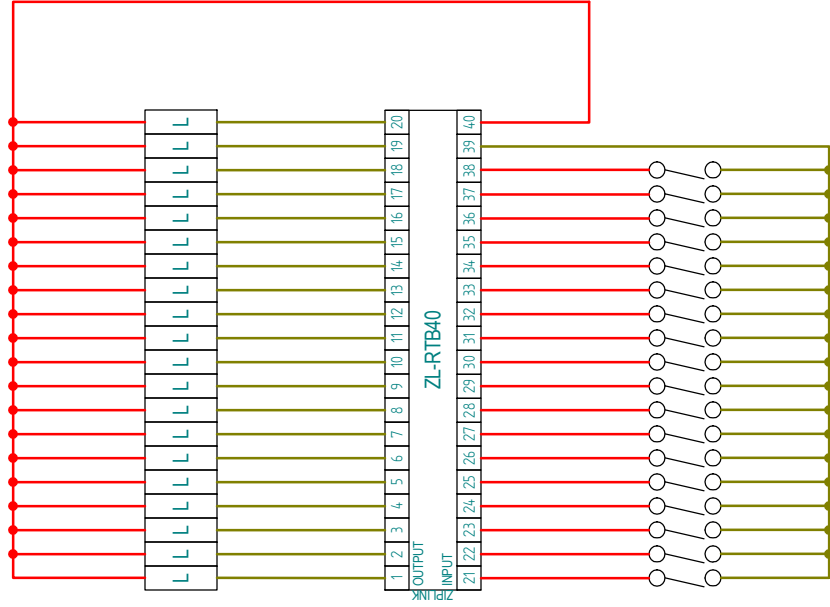 L 20 40
L 19 39
L 18 38
L 17 37
L 16 36
L 15 35
L 14 34
L 13 33
L 12 32
L 11 31
L 10 30
L 9 29
L 8 28
L 7 27
L 6 26
L 5 25
L 4 24
L 3 23
L 2 22
L 1 21
ZL-RTB40
OUTPUT
INPUT
ZIPLINK